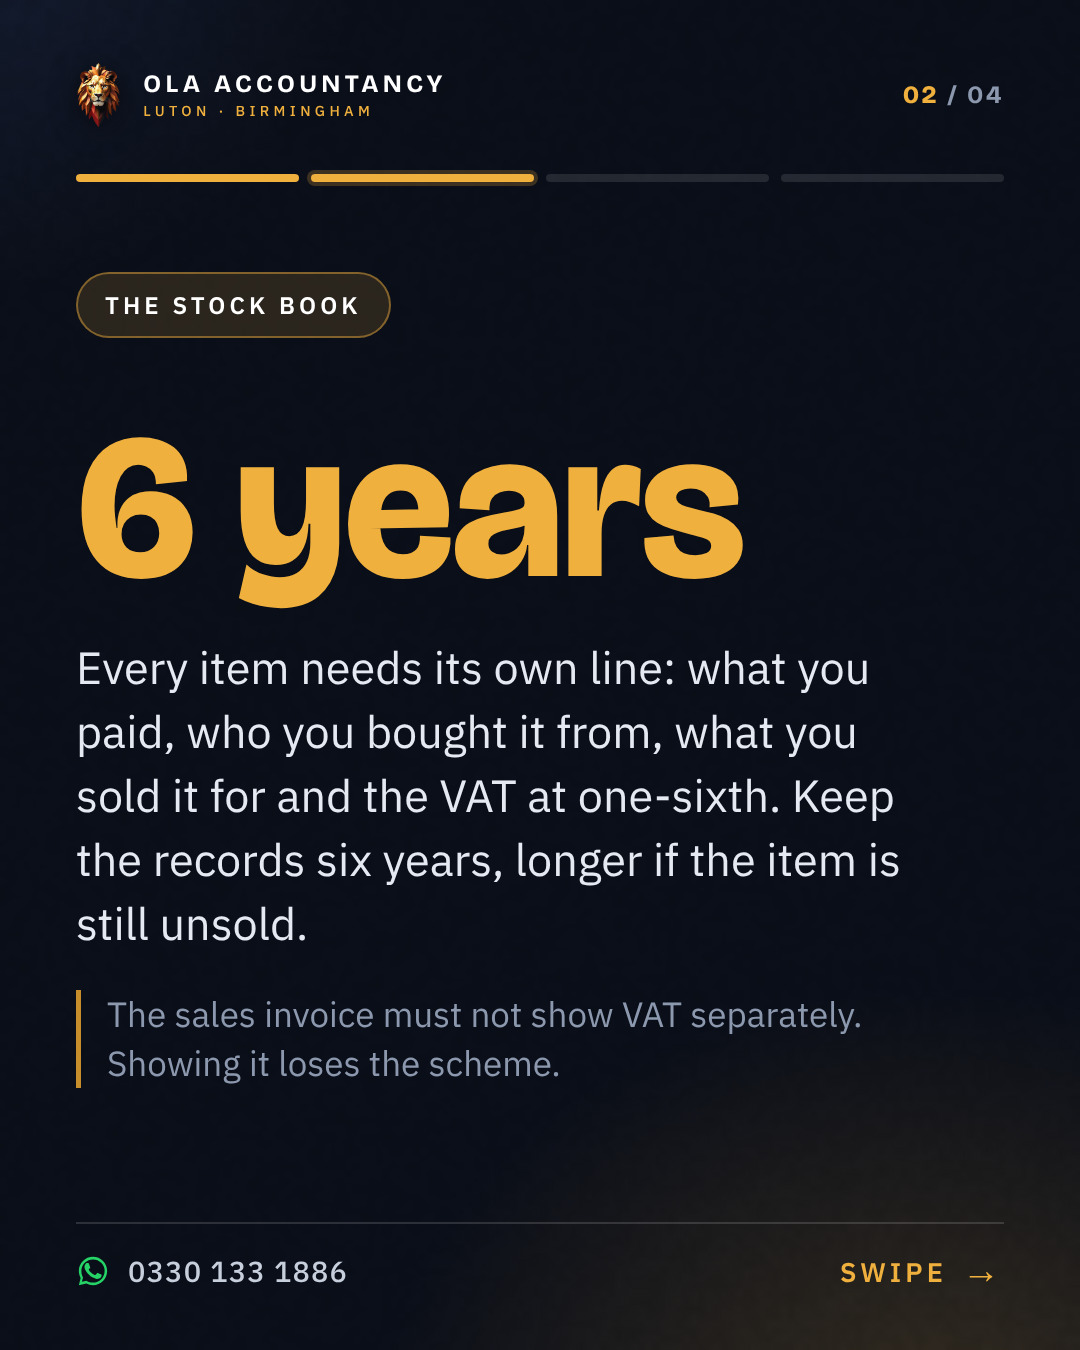 OLA ACCOUNTANCY
LUTON · BIRMINGHAM
02 / 04
THE STOCK BOOK
6 years
Every item needs its own line: what you
paid, who you bought it from, what you
sold it for and the VAT at one-sixth. Keep
the records six years, longer if the item is
still unsold.
The sales invoice must not show VAT separately.
Showing it loses the scheme.
0330 133 1886
SWIPE →